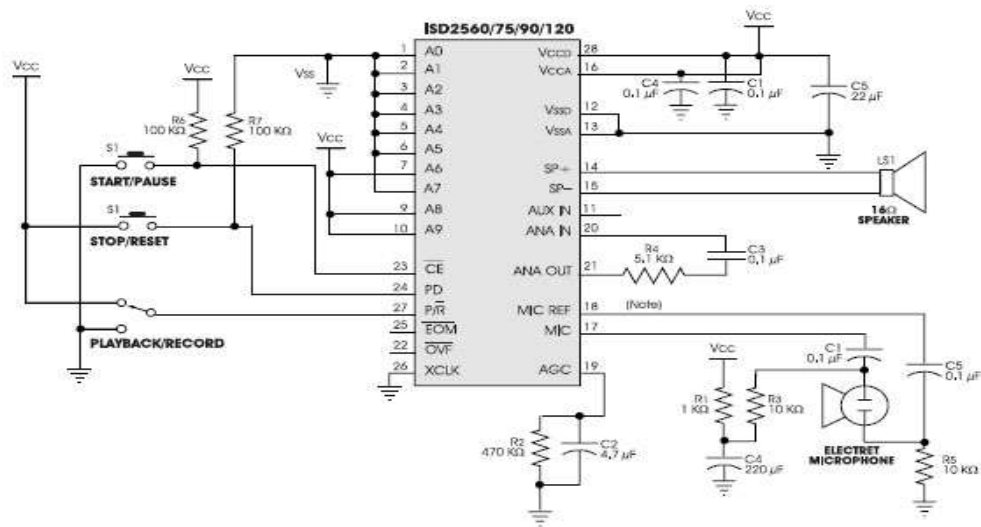 ISD2560/75/90/120
VCC
VCC
VSS
R6
100 KΩ
R7
100 KΩ
S1
START/PAUSE
S1
STOP/RESET
PLAYBACK/RECORD
VCC
1 A0
2 A1
3 A2
4 A3
5 A4
6 A5
7 A6
8 A7
9 A8
10 A9
23 CE
24 PD
27 P/R
25 EOM
22 OVF
26 XCLK
VCCD 28
VCCA 16
VSSD 12
VSSA 13
SP+ 14
SP– 15
AUX IN 11
ANA IN 20
ANA OUT 21
MIC REF 18
MIC 17
AGC 19
VCC
C4
0.1 µF
C1
0.1 µF
C5
22 µF
LS1
16Ω
SPEAKER
R4
5.1 KΩ
C3
0.1 µF
(Note)
C1
0.1 µF
C5
0.1 µF
VCC
R1
1 KΩ
R3
10 KΩ
C4
220 µF
ELECTRET
MICROPHONE
R5
10 KΩ
R2
470 KΩ
C2
4.7 µF